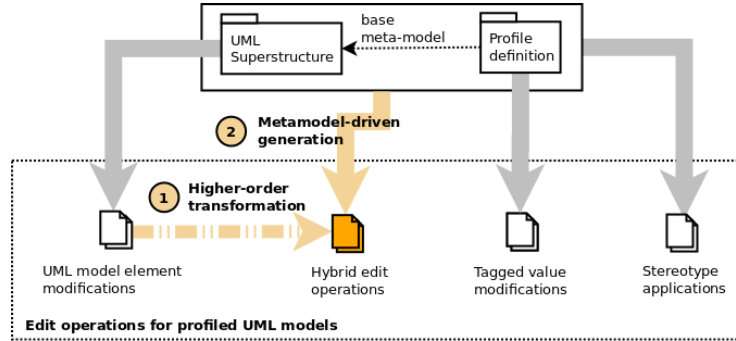 base
meta-model
UML
Superstructure
Profile
definition
2
Metamodel-driven
generation
1
Higher-order
transformation
UML model element
modifications
Hybrid edit
operations
Tagged value
modifications
Stereotype
applications
Edit operations for profiled UML models